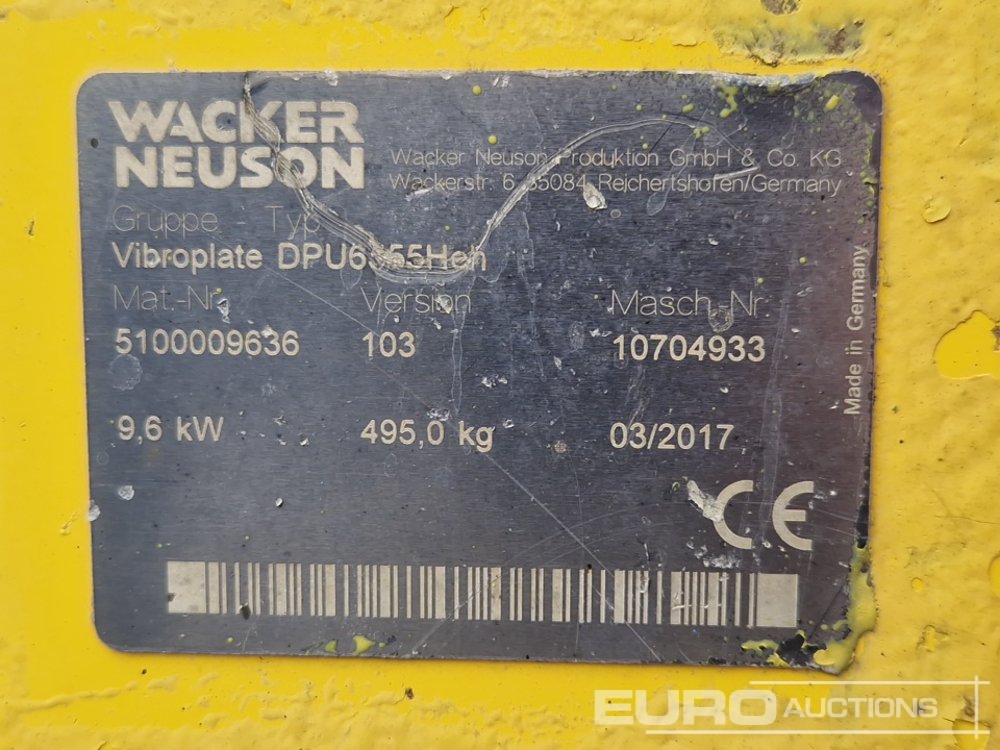 WACKER
NEUSON
Wacker Neuson Produktion GmbH & Co. KG
Wackerstr. 6 85084 Reichertshofen/Germany
Gruppe - Typ
Vibroplate
Mat.-Nr. Version Masch.-Nr.
5100009636 103 10704933
9,6 kW 495,0 kg 03/2017
Made in Germany
CE
EURO AUCTIONS